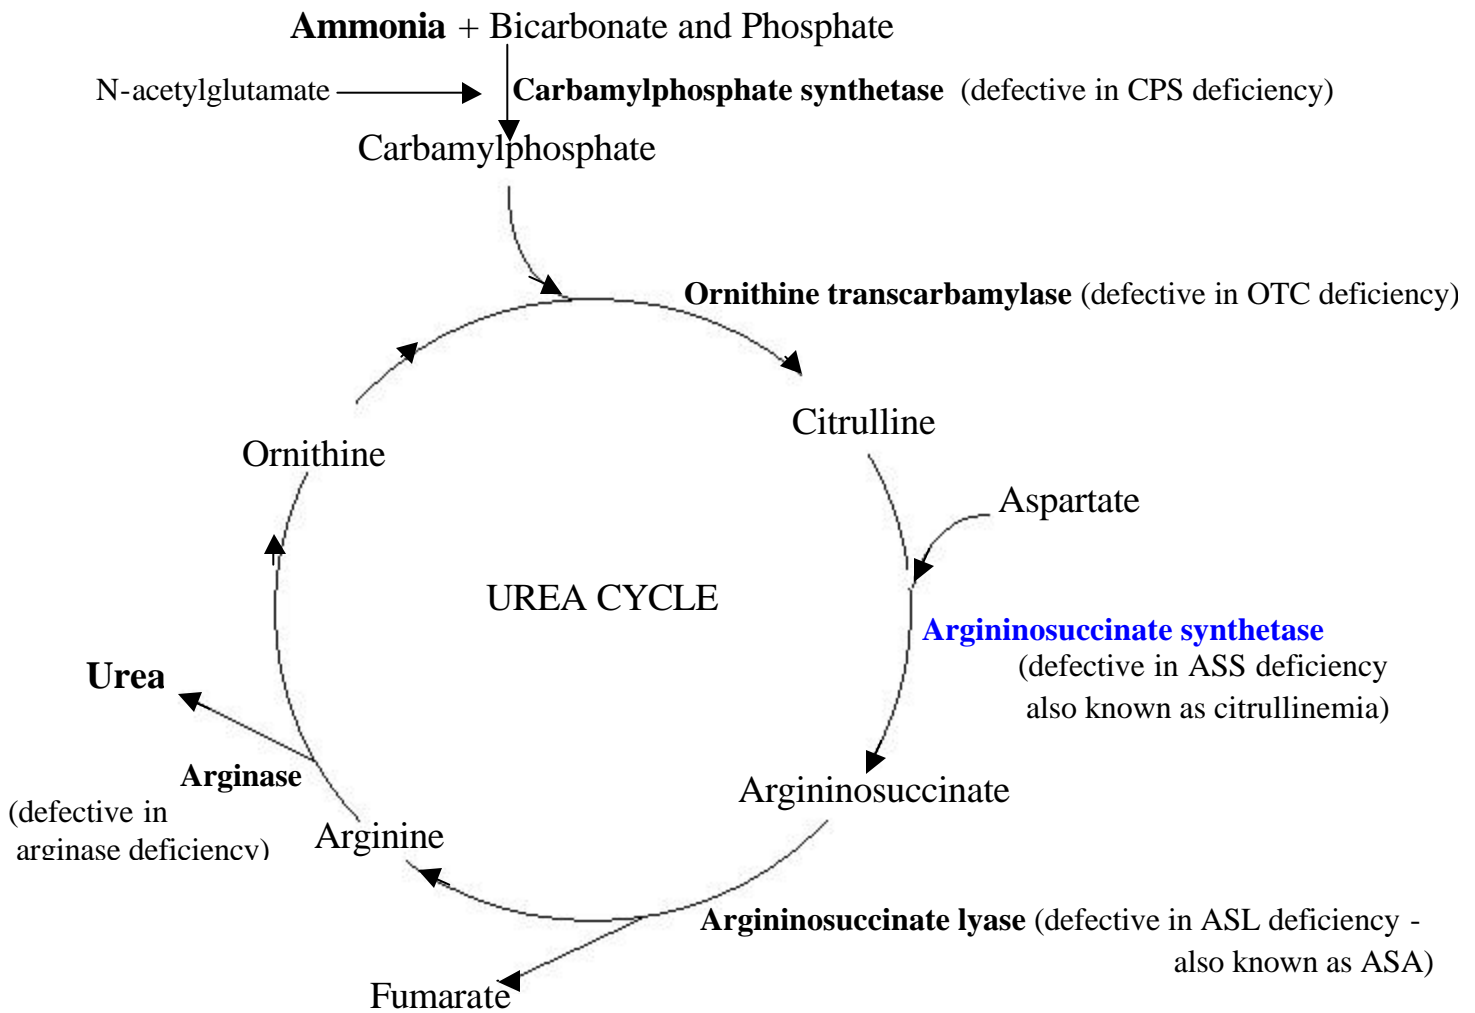 Ammonia + Bicarbonate and Phosphate
N-acetylglutamate
Carbamylphosphate synthetase (defective in CPS deficiency)
Carbamylphosphate
Ornithine transcarbamylase (defective in OTC deficiency)
Citrulline
Ornithine
Aspartate
UREA CYCLE
Argininosuccinate synthetase
(defective in ASS deficiency
also known as citrullinemia)
Urea
Arginase
(defective in
arginase deficiency)
Argininosuccinate
Arginine
Argininosuccinate lyase (defective in ASL deficiency -
also known as ASA)
Fumarate